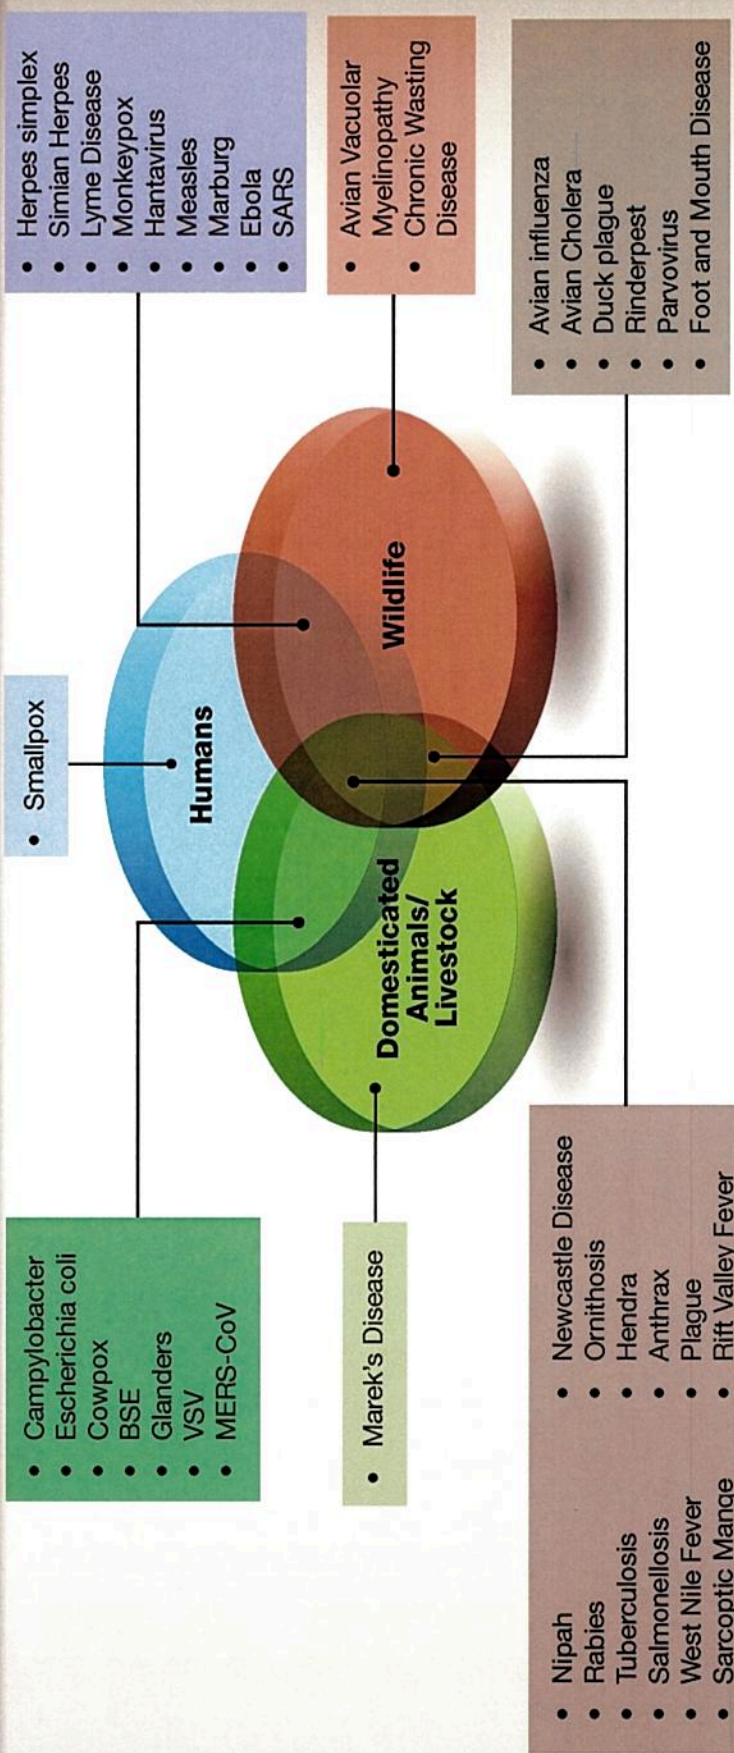 • Smallpox
• Campylobacter
• Escherichia coli
• Cowpox
• BSE
• Glanders
• VSV
• MERS-CoV
• Herpes simplex
• Simian Herpes
• Lyme Disease
• Monkeypox
• Hantavirus
• Measles
• Marburg
• Ebola
• SARS
Humans
• Marek's Disease
Domesticated
Animals/
Livestock
Wildlife
• Avian Vacuolar
Myelinopathy
• Chronic Wasting
Disease
• Nipah
• Rabies
• Tuberculosis
• Salmonellosis
• West Nile Fever
• Sarcoptic Mange
• Newcastle Disease
• Ornithosis
• Hendra
• Anthrax
• Plague
• Rift Valley Fever
• Avian influenza
• Avian Cholera
• Duck plague
• Rinderpest
• Parvovirus
• Foot and Mouth Disease